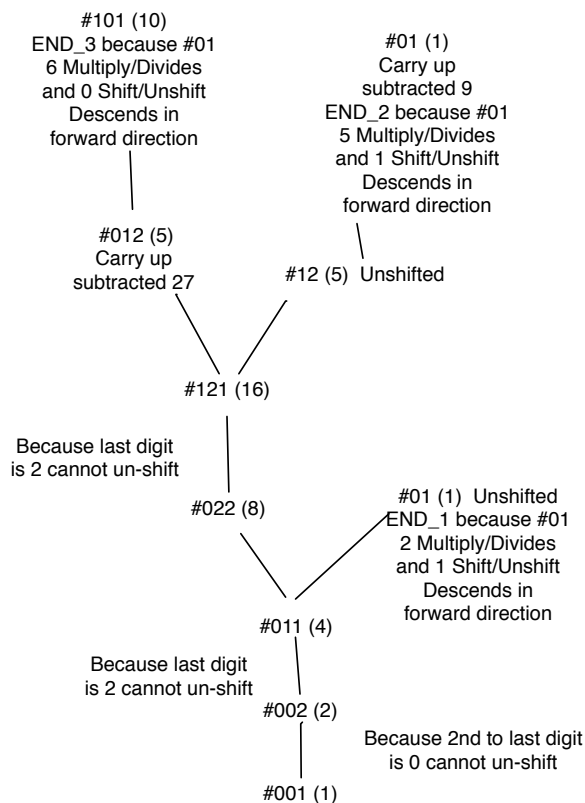 #101 (10)
END_3 because #01
6 Multiply/Divides
and 0 Shift/Unshift
Descends in
forward direction
#01 (1)
Carry up
subtracted 9
END_2 because #01
5 Multiply/Divides
and 1 Shift/Unshift
Descends in
forward direction
#012 (5)
Carry up
subtracted 27
#12 (5) Unshifted
#121 (16)
Because last digit
is 2 cannot un-shift
#022 (8)
#01 (1) Unshifted
END_1 because #01
2 Multiply/Divides
and 1 Shift/Unshift
Descends in
forward direction
#011 (4)
Because last digit
is 2 cannot un-shift
#002 (2)
Because 2nd to last digit
is 0 cannot un-shift
#001 (1)